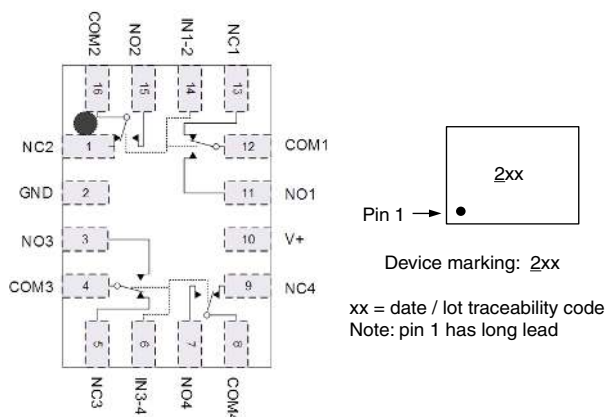 COM2
NO2
IN1-2
NC1
16
15
14
13
NC2
1
12
COM1
GND
2
11
NO1
NO3
3
10
V+
COM3
4
9
NC4
5
6
7
8
NC3
IN3-4
NO4
COM4
2xx
Pin 1
Device marking: 2xx
xx = date / lot traceability code
Note: pin 1 has long lead